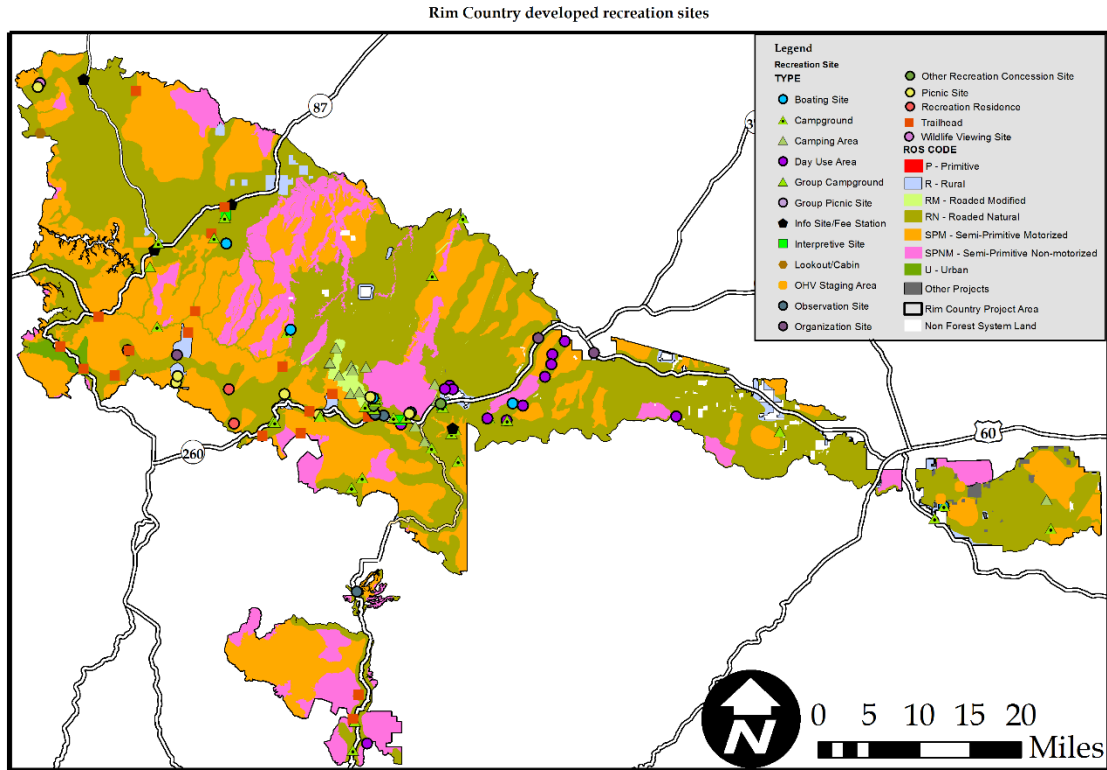 Rim Country developed recreation sites
Legend
Recreation Site
TYPE
Boating Site
Campground
Camping Area
Day Use Area
Group Campground
Group Picnic Site
Info Site/Fee Station
Interpretive Site
Lookout/Cabin
OHV Staging Area
Observation Site
Organization Site
Other Recreation Concession Site
Picnic Site
Recreation Residence
Trailhead
Wildlife Viewing Site
ROS CODE
P - Primitive
R - Rural
RM - Roaded Modified
RN - Roaded Natural
SPM - Semi-Primitive Motorized
SPNM - Semi-Primitive Non-motorized
U - Urban
Other Projects
Rim Country Project Area
Non Forest System Land
87
260
60
N
0 5 10 15 20
Miles